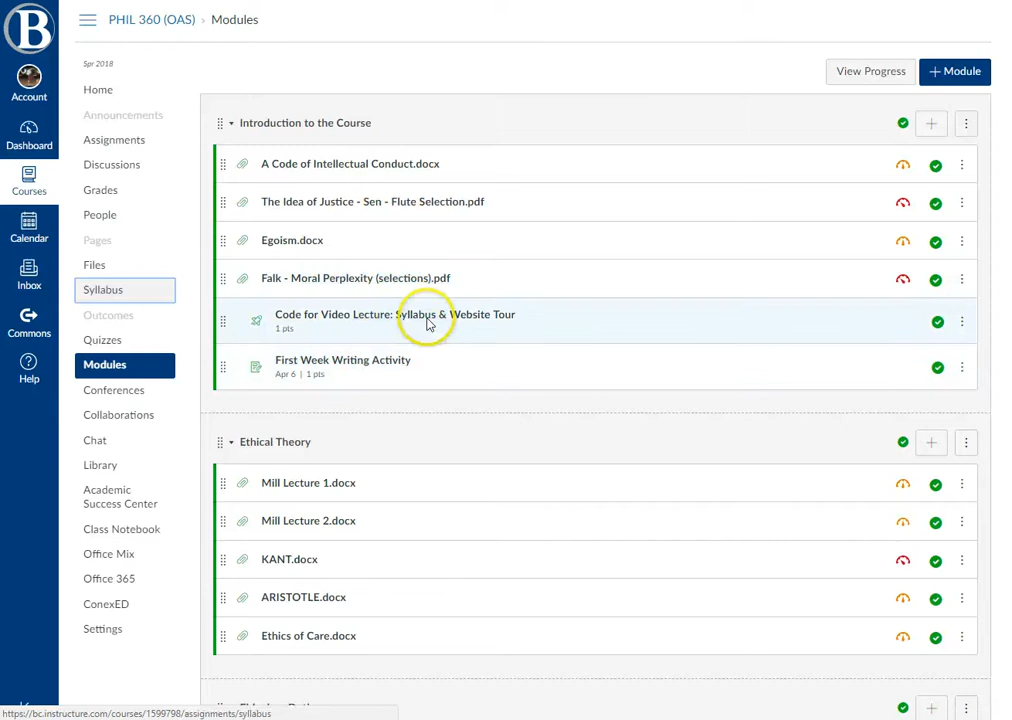 B
PHIL 360 (OAS) › Modules
Account
Dashboard
Courses
Calendar
Inbox
Commons
Help
Spr 2018
Home
Announcements
Assignments
Discussions
Grades
People
Pages
Files
Syllabus
Outcomes
Quizzes
Modules
Conferences
Collaborations
Chat
Library
Academic
Success Center
Class Notebook
Office Mix
Office 365
ConexED
Settings
View Progress
+ Module
Introduction to the Course
A Code of Intellectual Conduct.docx
The Idea of Justice - Sen - Flute Selection.pdf
Egoism.docx
Falk - Moral Perplexity (selections).pdf
Code for Video Lecture: Syllabus & Website Tour
1 pts
First Week Writing Activity
Apr 6 | 1 pts
Ethical Theory
Mill Lecture 1.docx
Mill Lecture 2.docx
KANT.docx
ARISTOTLE.docx
Ethics of Care.docx
https://bc.instructure.com/courses/1599798/assignments/syllabus